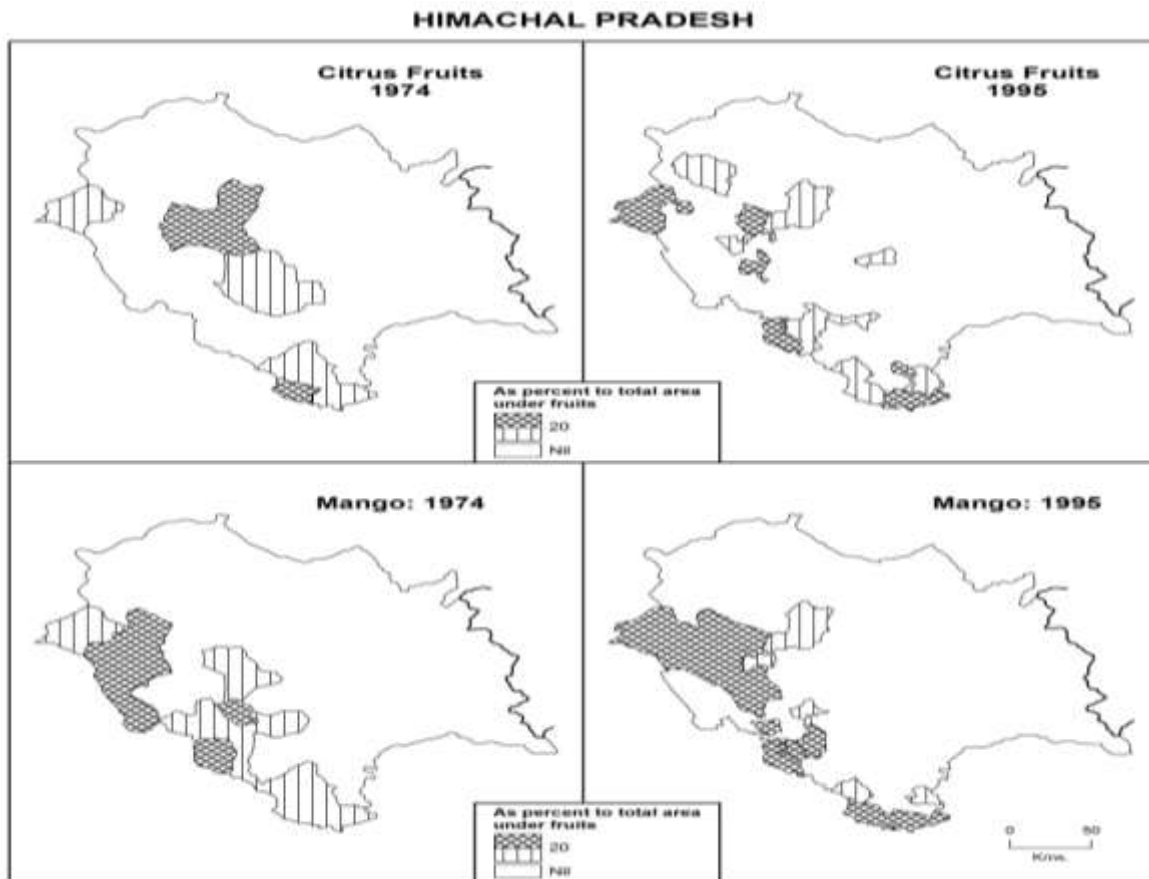 HIMACHAL PRADESH
Citrus Fruits
1974
Citrus Fruits
1995
As percent to total area
under fruits
20
Nil
Mango: 1974
Mango: 1995
As percent to total area
under fruits
20
Nil
0 50
Kms.